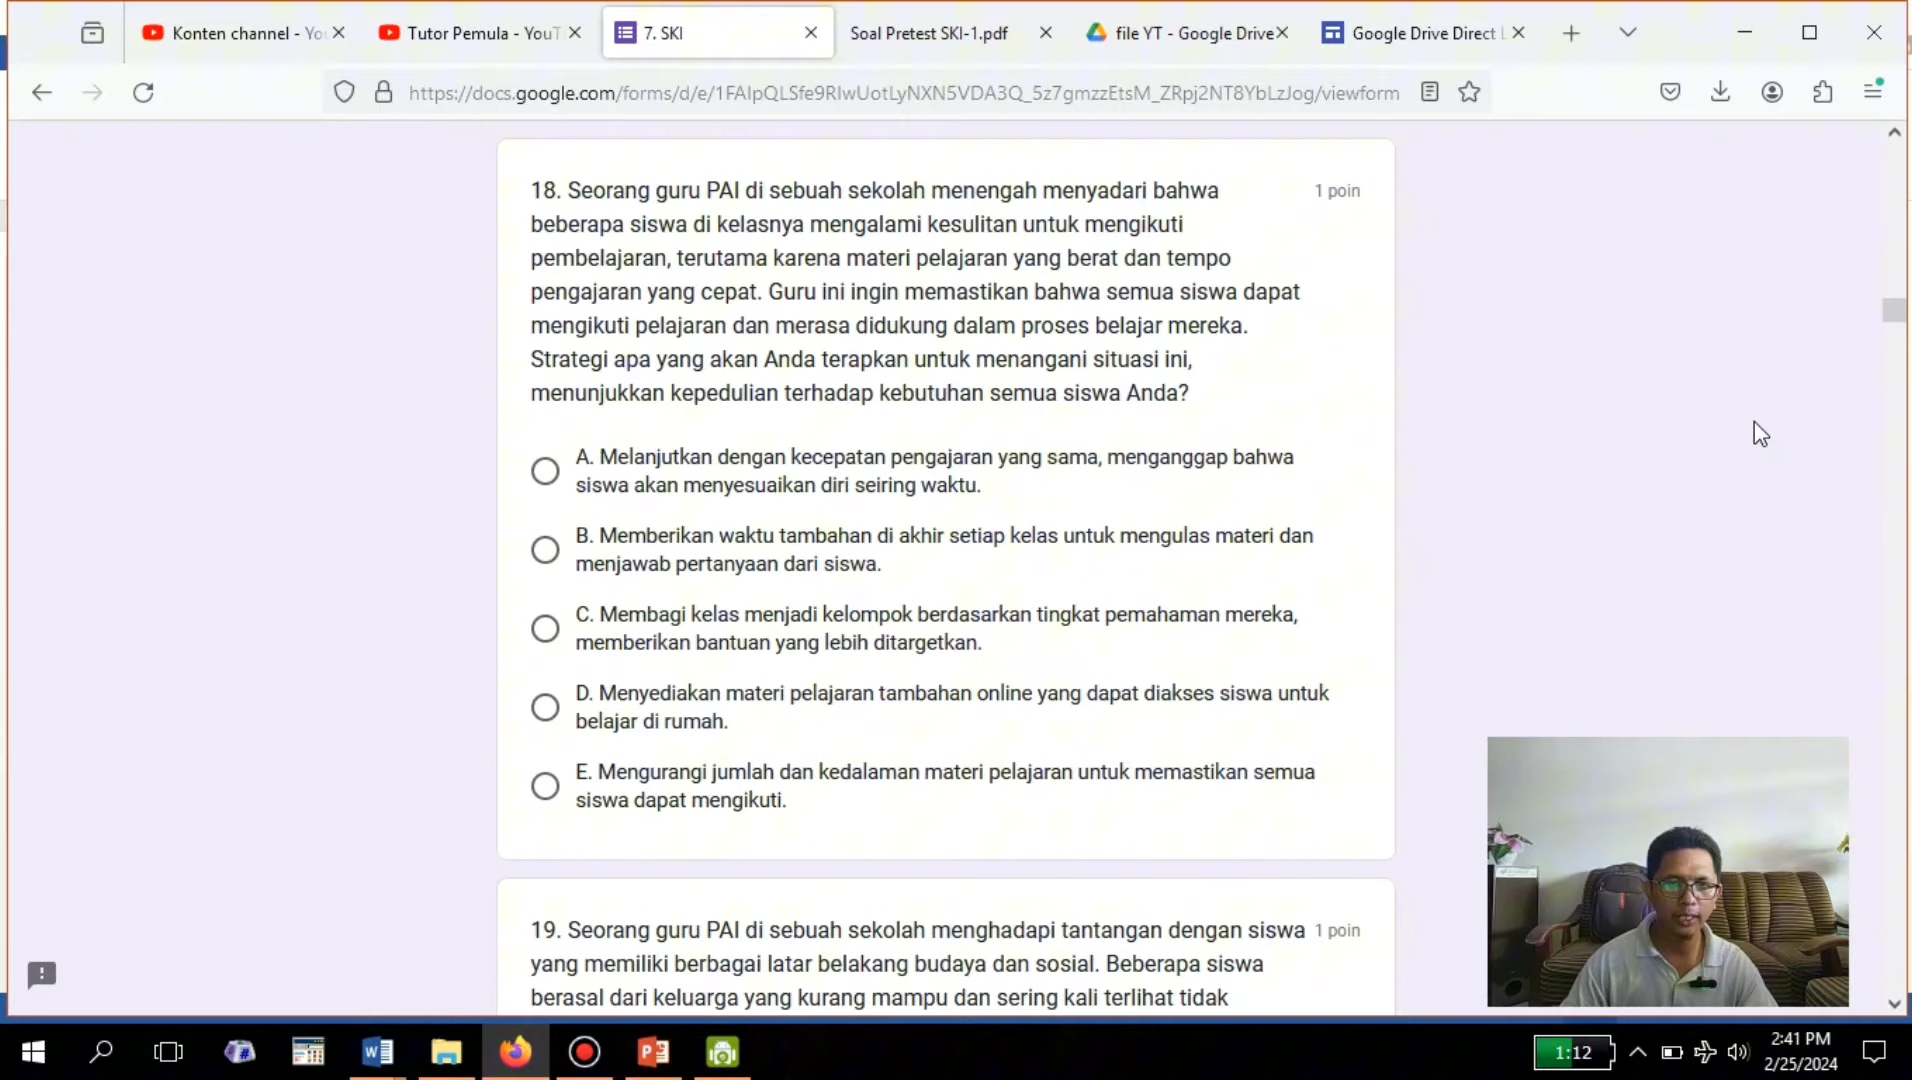 Konten channel - Yo
Tutor Pemula - YouT
7. SKI
Soal Pretest SKI-1.pdf
file YT - Google Drive
Google Drive Direct L
https://docs.google.com/forms/d/e/1FAIpQLSfe9RIwUotLyNXN5VDA3Q_5z7gmzzEtsM_ZRpj2NT8YbLzJog/viewform
18. Seorang guru PAI di sebuah sekolah menengah menyadari bahwa
1 poin
beberapa siswa di kelasnya mengalami kesulitan untuk mengikuti
pembelajaran, terutama karena materi pelajaran yang berat dan tempo
pengajaran yang cepat. Guru ini ingin memastikan bahwa semua siswa dapat
mengikuti pelajaran dan merasa didukung dalam proses belajar mereka.
Strategi apa yang akan Anda terapkan untuk menangani situasi ini,
menunjukkan kepedulian terhadap kebutuhan semua siswa Anda?
A. Melanjutkan dengan kecepatan pengajaran yang sama, menganggap bahwa
siswa akan menyesuaikan diri seiring waktu.
B. Memberikan waktu tambahan di akhir setiap kelas untuk mengulas materi dan
menjawab pertanyaan dari siswa.
C. Membagi kelas menjadi kelompok berdasarkan tingkat pemahaman mereka,
memberikan bantuan yang lebih ditargetkan.
D. Menyediakan materi pelajaran tambahan online yang dapat diakses siswa untuk
belajar di rumah.
E. Mengurangi jumlah dan kedalaman materi pelajaran untuk memastikan semua
siswa dapat mengikuti.
19. Seorang guru PAI di sebuah sekolah menghadapi tantangan dengan siswa
1 poin
yang memiliki berbagai latar belakang budaya dan sosial. Beberapa siswa
berasal dari keluarga yang kurang mampu dan sering kali terlihat tidak
1:12
2:41 PM
2/25/2024